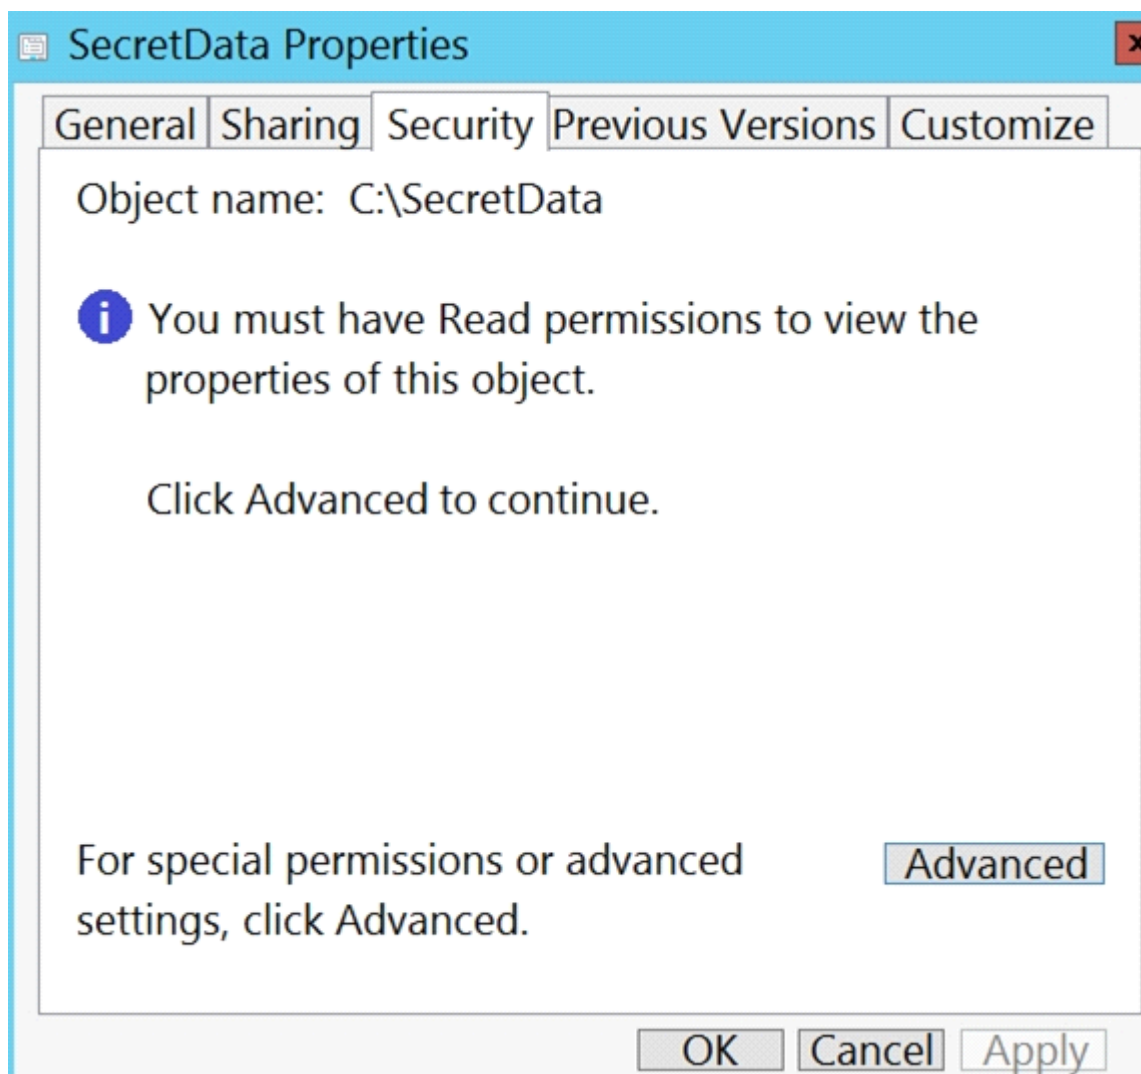 SecretData Properties
x
General Sharing Security Previous Versions Customize
Object name: C:\SecretData
i You must have Read permissions to view the
properties of this object.
Click Advanced to continue.
For special permissions or advanced
settings, click Advanced.
Advanced
OK Cancel Apply